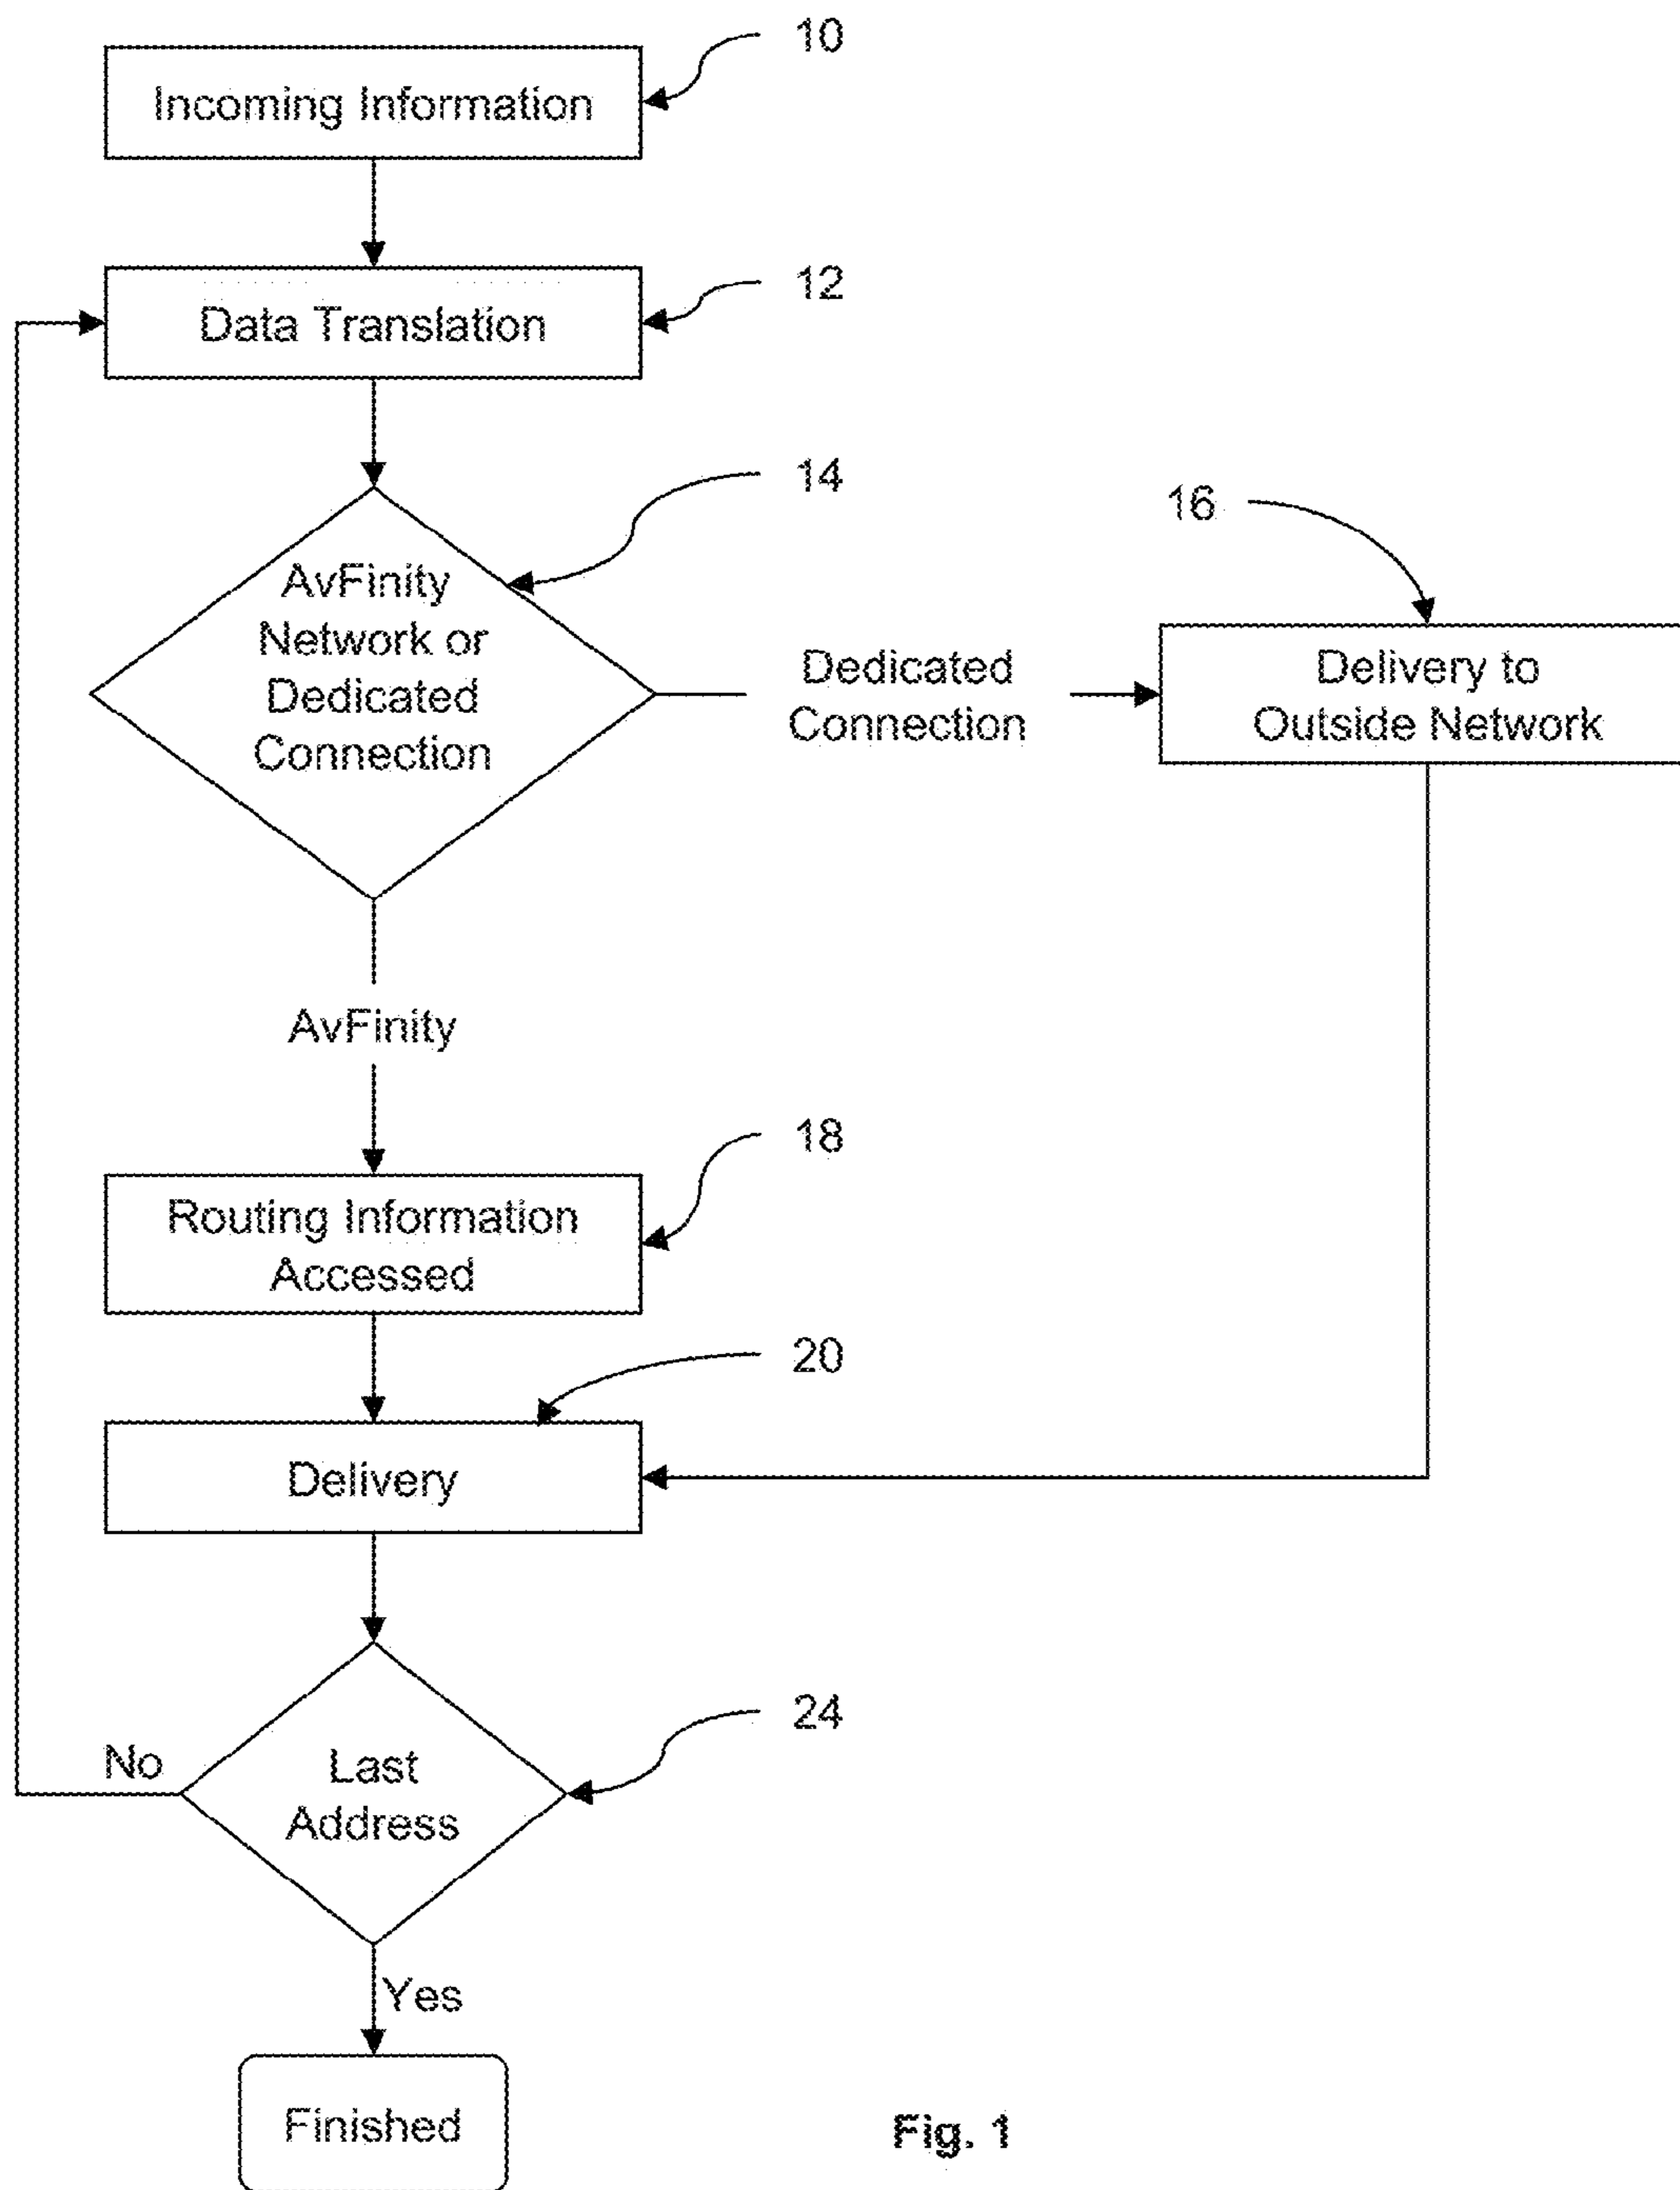 10
Incoming Information
12
Data Translation
14
AvFinity
Network or
Dedicated
Connection
Dedicated
Connection
16
Delivery to
Outside Network
AvFinity
18
Routing Information
Accessed
20
Delivery
24
Last
Address
No
Yes
Finished
Fig. 1